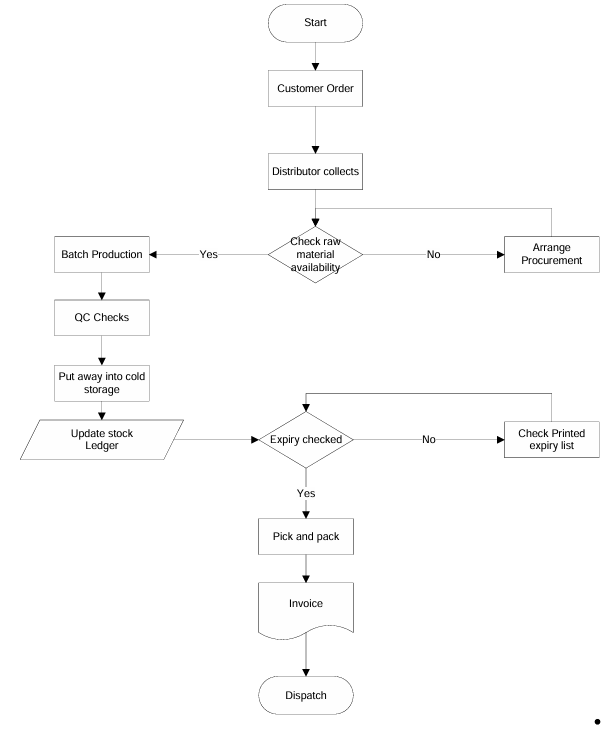 Start
Customer Order
Distributor collects
Check raw
material
availability
Yes
No
Batch Production
Arrange
Procurement
QC Checks
Put away into cold
storage
Update stock
Ledger
Expiry checked
No
Check Printed
expiry list
Yes
Pick and pack
Invoice
Dispatch